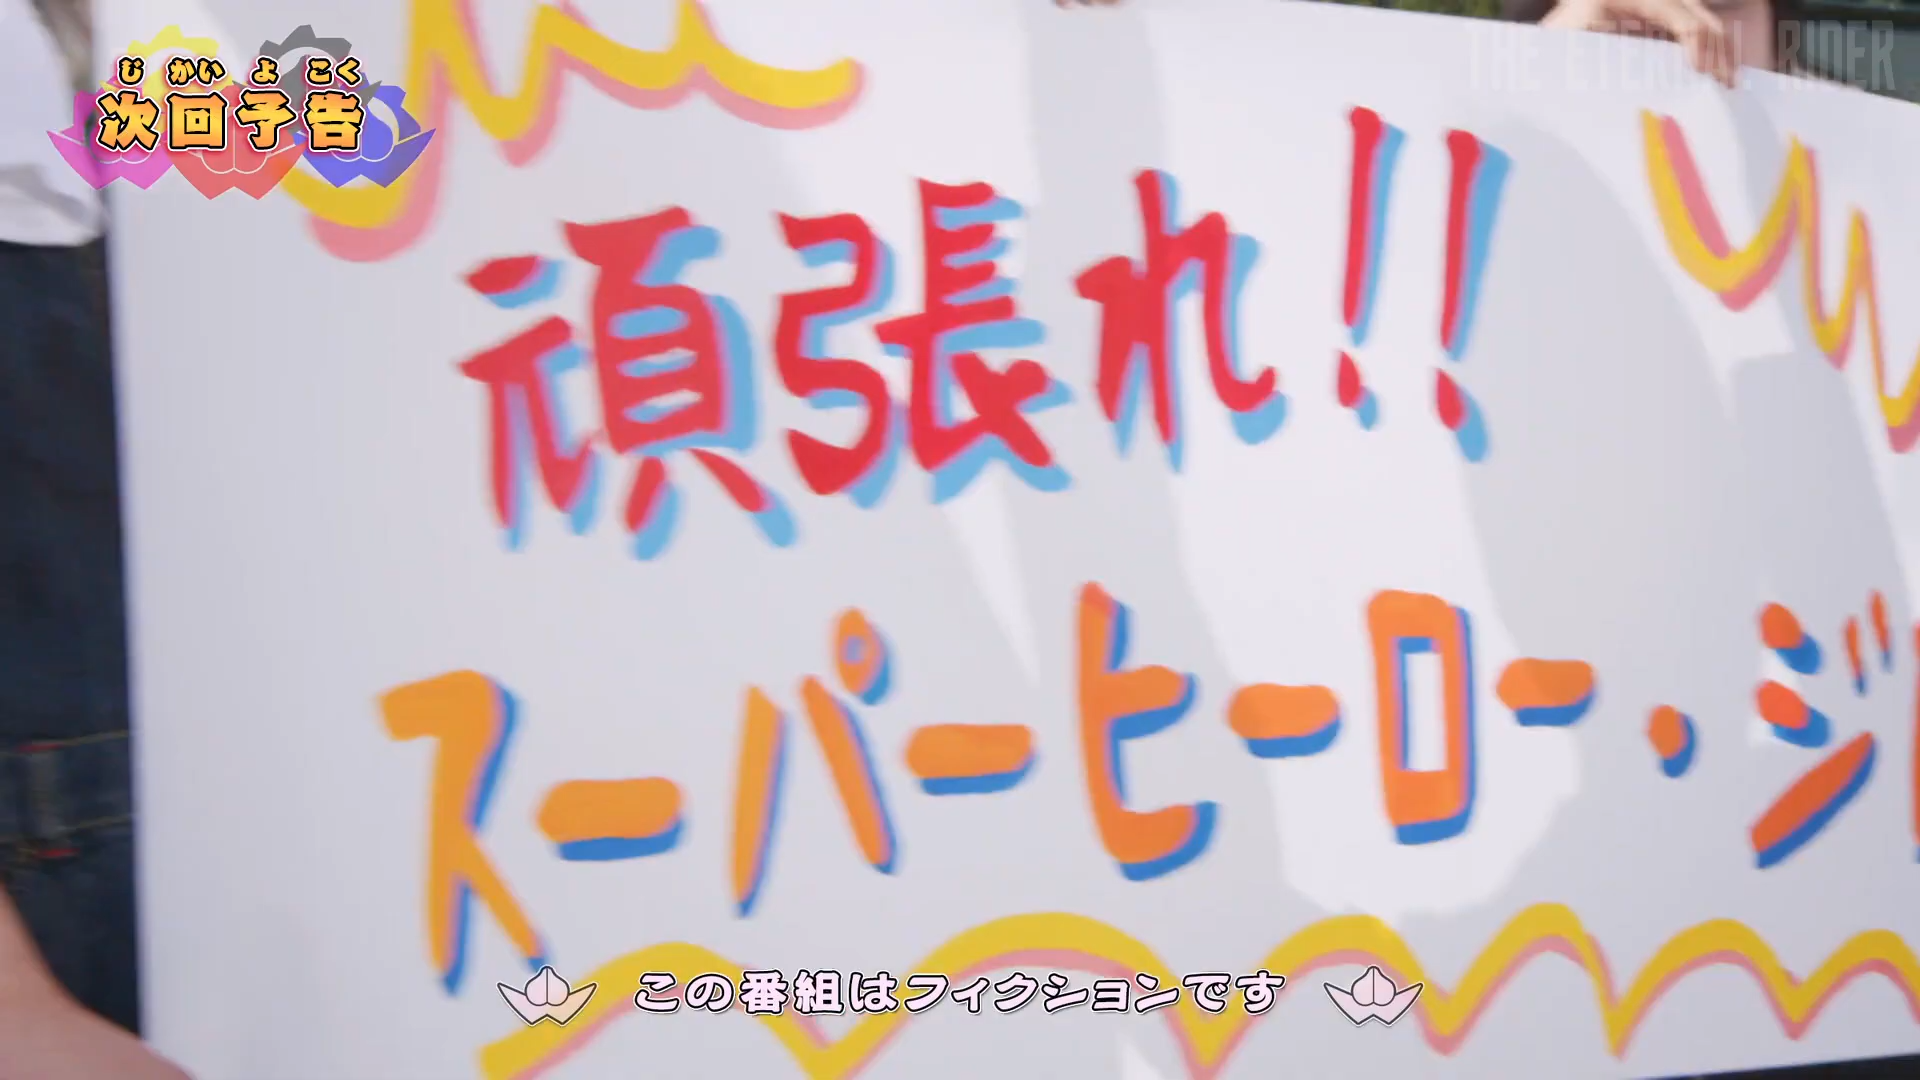 じかいよこく
次回予告
THE ETERNAL RIDER
頑張れ!!
スーパーヒーロー・ジ
この番組はフィクションです